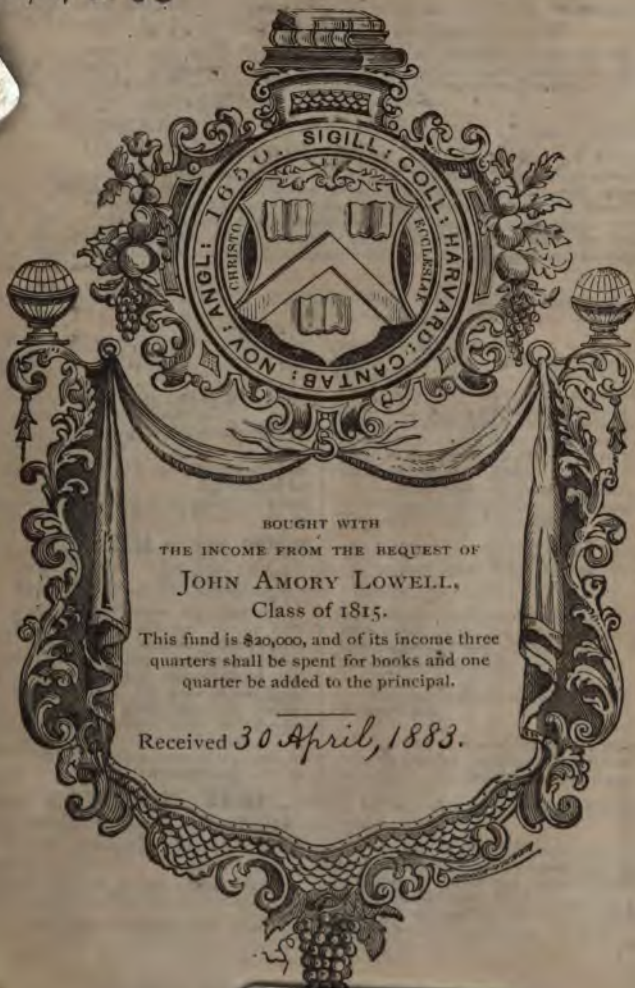 SIGILL: COLL: HARVARD: CANTAB: NOV: ANGL: 1650.
ET
CHRISTO
ECCLESIAE
BOUGHT WITH
THE INCOME FROM THE BEQUEST OF
JOHN AMORY LOWELL,
Class of 1815.
This fund is $20,000, and of its income three
quarters shall be spent for books and one
quarter be added to the principal.
Received 30 April, 1883.